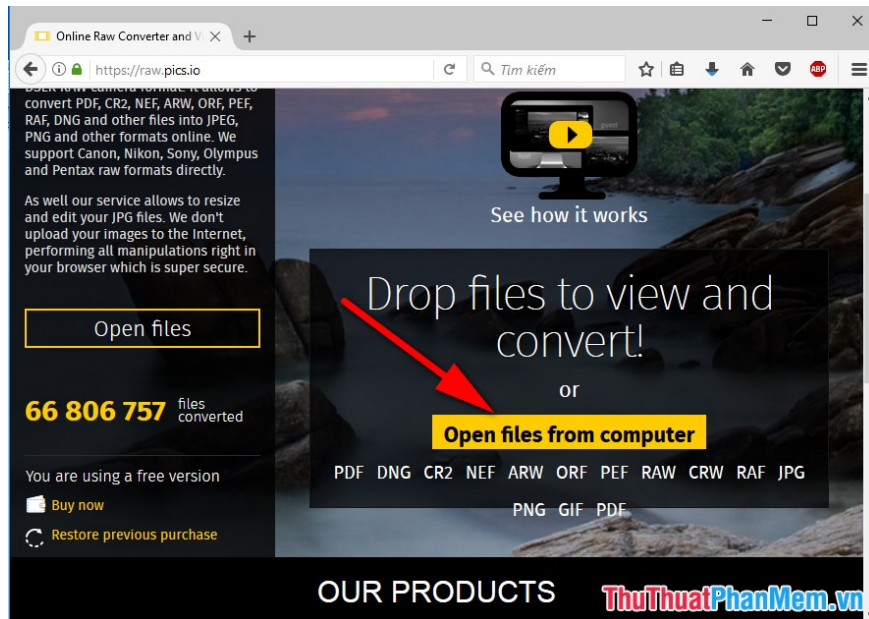 Online Raw Converter and V
https://raw.pics.io
Tìm kiếm
ABP
DSLR RAW camera format. It allows to
convert PDF, CR2, NEF, ARW, ORF, PEF,
RAF, DNG and other files into JPEG,
PNG and other formats online. We
support Canon, Nikon, Sony, Olympus
and Pentax raw formats directly.
As well our service allows to resize
and edit your JPG files. We don't
upload your images to the Internet,
performing all manipulations right in
your browser which is super secure.
Open files
66 806 757 files
converted
You are using a free version
Buy now
Restore previous purchase
See how it works
Drop files to view and
convert!
or
Open files from computer
PDF DNG CR2 NEF ARW ORF PEF RAW CRW RAF JPG
PNG GIF PDF
OUR PRODUCTS
ThuThuatPhanMem.vn